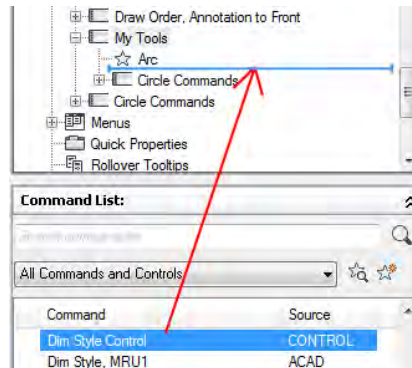 Draw Order, Annotation to Front
My Tools
Arc
Circle Commands
Circle Commands
Menus
Quick Properties
Rollover Tooltips
Command List:
All Commands and Controls
Command Source
Dim Style Control CONTROL
Dim Style, MRU1 ACAD